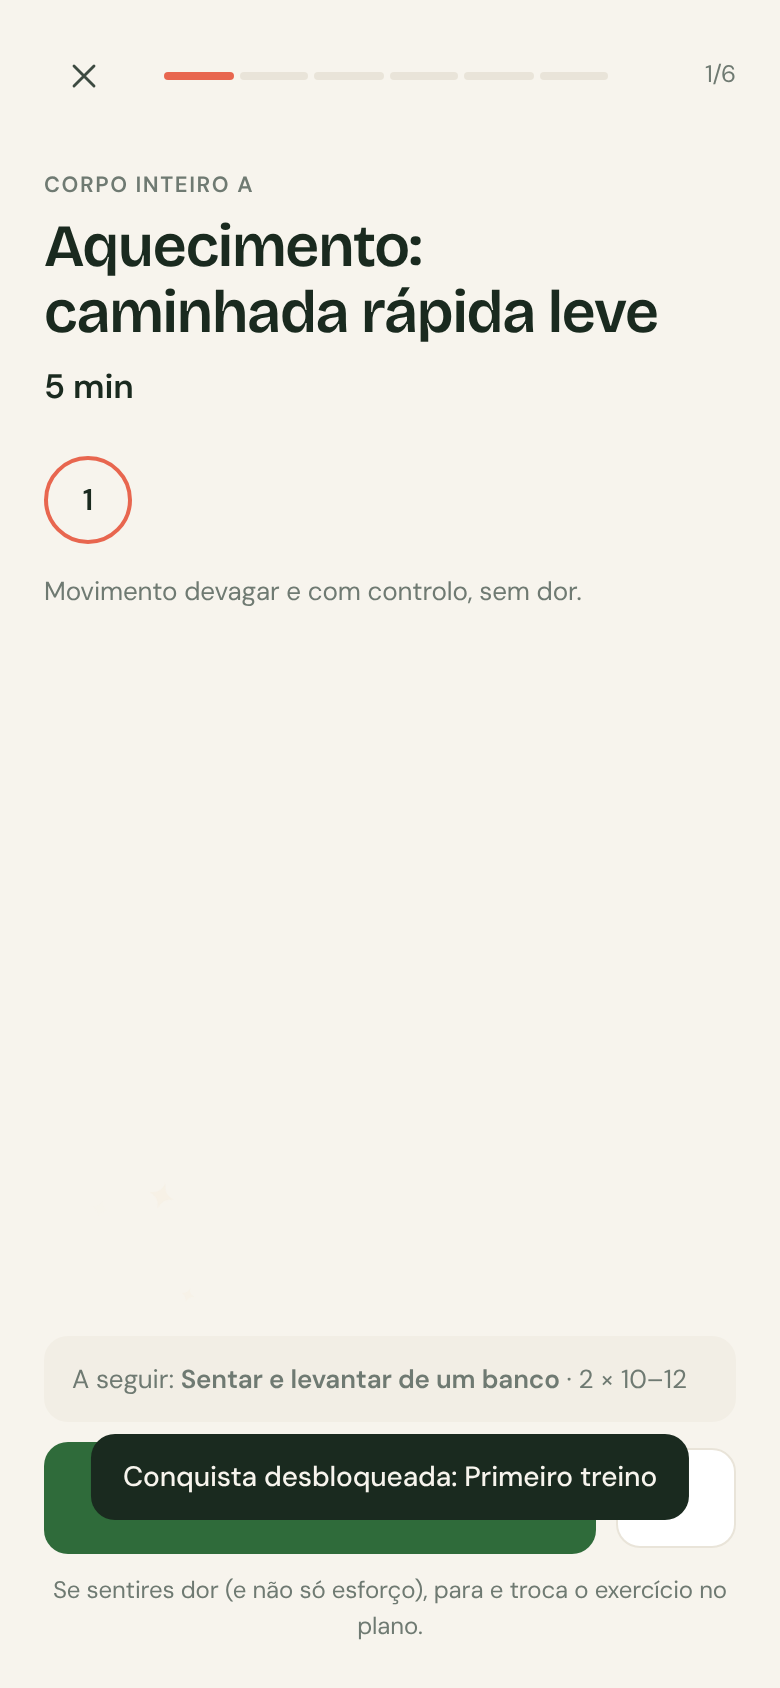 1/6
CORPO INTEIRO A
Aquecimento:
caminhada rápida leve
5 min
1
Movimento devagar e com controlo, sem dor.
A seguir: Sentar e levantar de um banco · 2 × 10–12
Conquista desbloqueada: Primeiro treino
Se sentires dor (e não só esforço), para e troca o exercício no
plano.